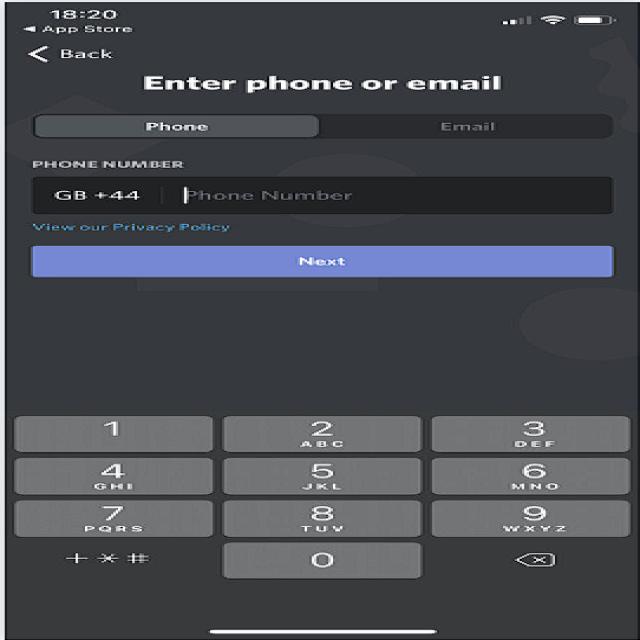 18:20
App Store
Back
Enter phone or email
Phone Email
PHONE NUMBER
GB +44 Phone Number
View our Privacy Policy
Next
1 2 3
ABC DEF
4 5 6
GHI JKL MNO
7 8 9
PQRS TUV WXYZ
+ * # 0